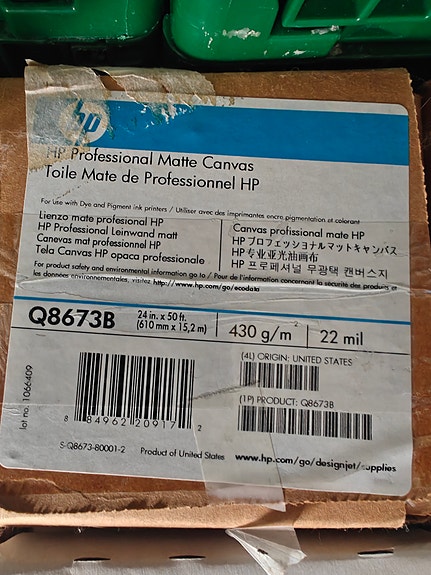 hp
HP Professional Matte Canvas
Toile Mate de Professionnel HP
For use with Dye and Pigment ink printers / Utiliser avec des imprimantes encre pigmentation et colorant
Lienzo mate profesional HP
HP Professional Leinwand matt
Canevas mat professionnel HP
Tela Canvas HP opaca professionale
Canvas profissional mate HP
HP プロフェッショナルマットキャンバス
HP 专业亚光油画布
HP 프로페셔널 무광택 캔버스지
For product safety and environmental information go to / Pour de l'information concernant la sécurité des produits et
les données environnementales, visitez http://www.hp.com/go/ecodata
Q8673B
24 in. x 50 ft.
(610 mm x 15,2 m)
430 g/m²
22 mil
lot no. 1066409
8 84962 20917 2
(4L) ORIGIN: UNITED STATES
(1P) PRODUCT: Q8673B
S-Q8673-80001-2
Product of United States
www.hp.com/go/designjet/supplies